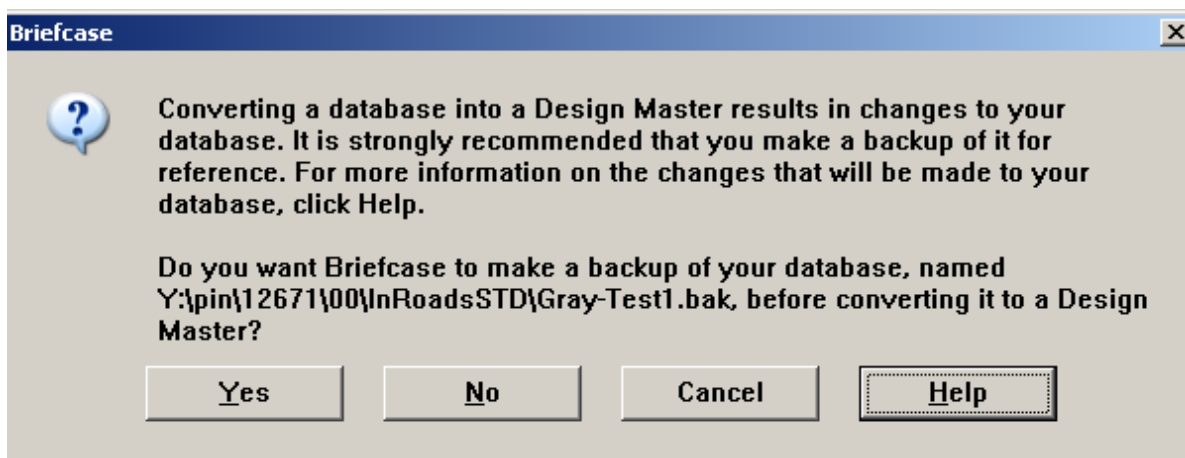 Briefcase
Converting a database into a Design Master results in changes to your
database. It is strongly recommended that you make a backup of it for
reference. For more information on the changes that will be made to your
database, click Help.
Do you want Briefcase to make a backup of your database, named
Y:\pin\12671\00\InRoadsSTD\Gray-Test1.bak, before converting it to a Design
Master?
Yes No Cancel Help